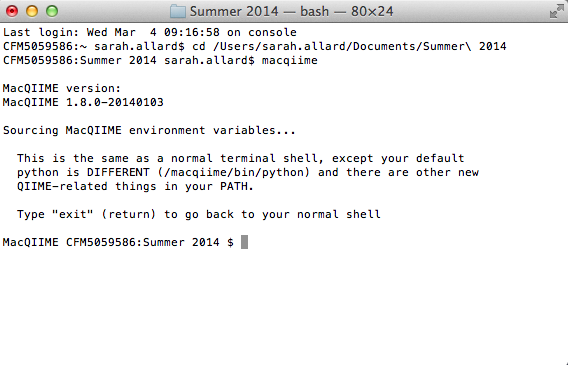 Summer 2014 — bash — 80×24
Last login: Wed Mar  4 09:16:58 on console
CFM5059586:~ sarah.allard$ cd /Users/sarah.allard/Documents/Summer\ 2014
CFM5059586:Summer 2014 sarah.allard$ macqiime
MacQIIME version:
MacQIIME 1.8.0-20140103
Sourcing MacQIIME environment variables...
This is the same as a normal terminal shell, except your default
python is DIFFERENT (/macqiime/bin/python) and there are other new
QIIME-related things in your PATH.
Type "exit" (return) to go back to your normal shell
MacQIIME CFM5059586:Summer 2014 $